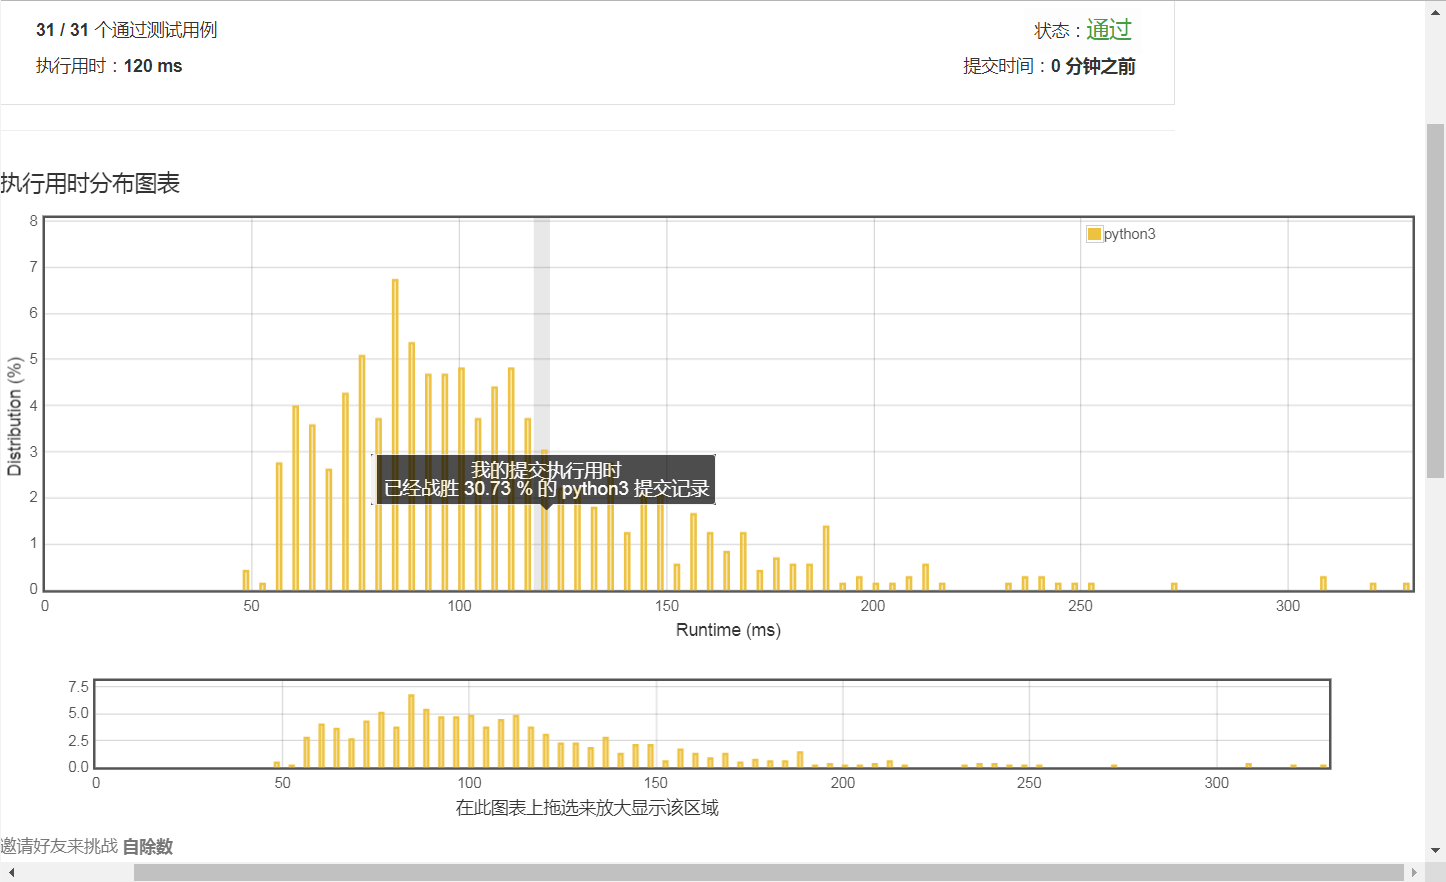 31 / 31 个通过测试用例
状态：通过
执行用时：120 ms
提交时间：0 分钟之前
执行用时分布图表
8
7
6
5
4
3
2
1
0
Distribution (%)
python3
我的提交执行用时
已经战胜 30.73 % 的 python3 提交记录
0 50 100 150 200 250 300
Runtime (ms)
7.5
5.0
2.5
0.0
0 50 100 150 200 250 300
在此图表上拖选来放大显示该区域
邀请好友来挑战 自除数